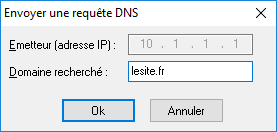 Envoyer une requête DNS
Emetteur (adresse IP) : 10 . 1 . 1 . 1
Domaine recherché : lesite.fr
Ok Annuler